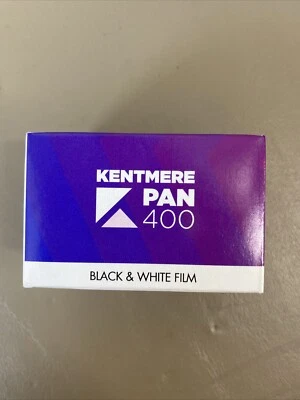 KENTMERE
PAN
400
BLACK & WHITE FILM